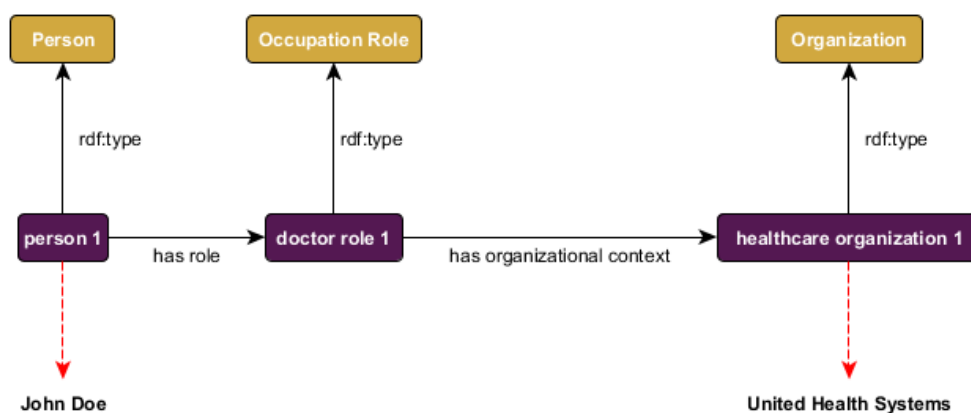 Person
Occupation Role
Organization
rdf:type
rdf:type
rdf:type
person 1
doctor role 1
healthcare organization 1
has role
has organizational context
John Doe
United Health Systems